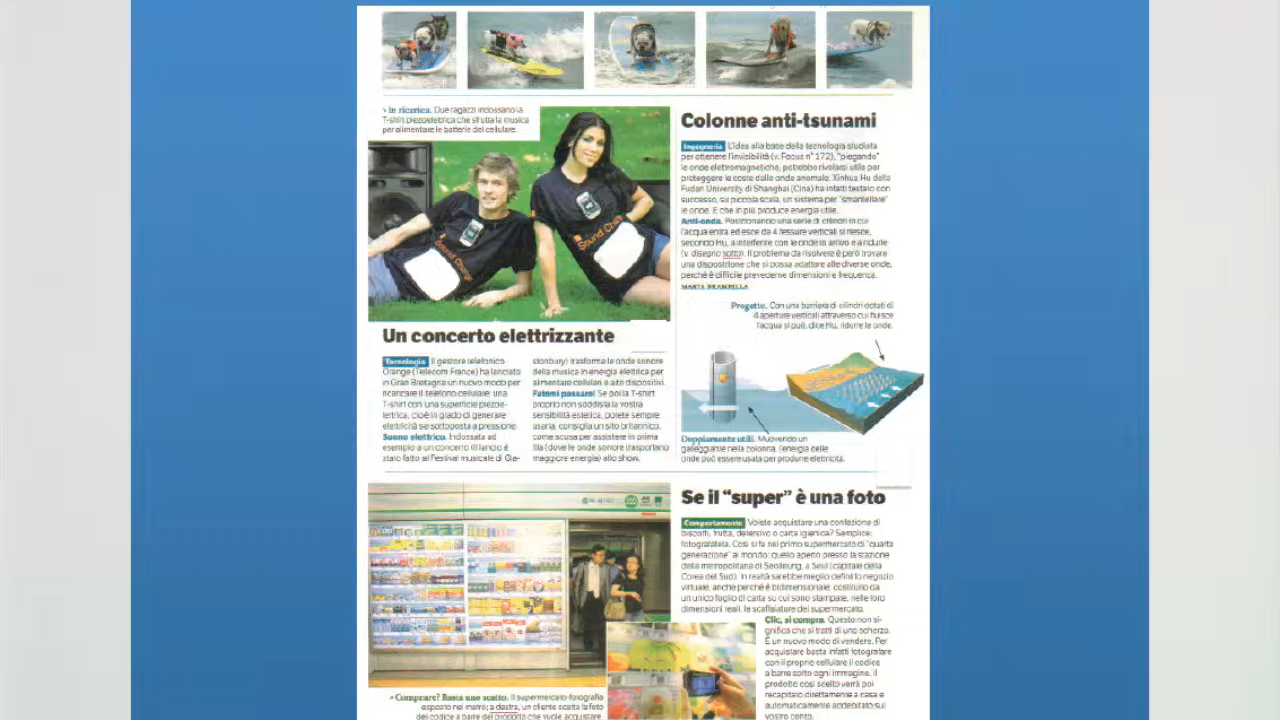 » In ricarica. Due ragazzi indossano la
T-shirt piezoelettrica che sfrutta la musica
per alimentare le batterie del cellulare.
Sound Charge
Sound Charge
Un concerto elettrizzante
Tecnologia Il gestore telefonico
Orange (Telecom France) ha lanciato
in Gran Bretagna un nuovo modo per
ricaricare il telefono cellulare: una
T-shirt con una superficie piezoe-
lettrica, cioè in grado di generare
elettricità se sottoposta a pressione.
Suono elettrico. Indossata ad
esempio a un concerto (il lancio è
stato fatto al Festival musicale di Gla-
stonbury) trasforma le onde sonore
della musica in energia elettrica per
alimentare cellulari e altri dispositivi.
Fatemi passare! Se poi la T-shirt
proprio non soddisfa la vostra
sensibilità estetica, potete sempre
usarla, consiglia un sito britannico,
come scusa per assistere in prima
fila (dove le onde sonore trasportano
maggiore energia) allo show.
Colonne anti-tsunami
Ingegneria L'idea alla base della tecnologia studiata
per ottenere l'invisibilità (v. Focus n° 172), "piegando"
le onde elettromagnetiche, potrebbe rivelarsi utile per
proteggere le coste dalle onde anomale. Xinhua Hu della
Fudan University di Shanghai (Cina) ha infatti testato con
successo, su piccola scala, un sistema per "smantellare"
le onde. E che in più produce energia utile.
Anti-onda. Posizionando una serie di cilindri in cui
l'acqua entra ed esce da 4 fessure verticali si riesce,
secondo Hu, a interferire con le onde in arrivo e a ridurle
(v. disegno sotto). Il problema da risolvere è però trovare
una disposizione che si possa adattare alle diverse onde,
perché è difficile prevederne dimensioni e frequenza.
Progetto. Con una barriera di cilindri dotati di
4 aperture verticali attraverso cui fluisce
l'acqua si può, dice Hu, ridurre le onde.
Doppiamente utili. Muovendo un
galleggiante nella colonna, l'energia delle
onde può essere usata per produrre elettricità.
Se il "super" è una foto
Comportamento Volete acquistare una confezione di
biscotti, frutta, detersivo o carta igienica? Semplice:
fotografatela. Così si fa nel primo supermercato di "quarta
generazione" al mondo: quello aperto presso la stazione
della metropolitana di Seolleung, a Seul (capitale della
Corea del Sud). In realtà sarebbe meglio definirlo negozio
virtuale, anche perché è bidimensionale: costituito da
un unico foglio di carta su cui sono stampate, nelle loro
dimensioni reali, le scaffalature del supermercato.
Clic, si compra. Questo non si-
gnifica che si tratti di uno scherzo.
È un nuovo modo di vendere. Per
acquistare basta infatti fotografare
con il proprio cellulare il codice
a barre sotto ogni immagine. Il
prodotto così scelto verrà poi
recapitato direttamente a casa e
automaticamente addebitato sul
vostro conto.
» Comprare? Basta uno scatto. Il supermercato-fotografia
esposto nel metrò; a destra, un cliente scatta la foto
del codice a barre del prodotto che vuole acquistare.